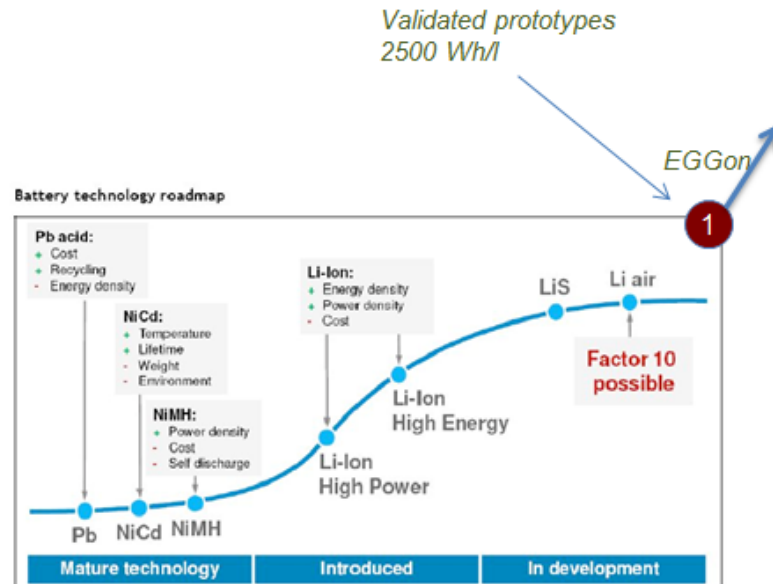 Validated prototypes
2500 Wh/l
EGGon
1
Battery technology roadmap
Pb acid:
+ Cost
+ Recycling
- Energy density
NiCd:
+ Temperature
+ Lifetime
- Weight
- Environment
NiMH:
+ Power density
- Cost
- Self discharge
Li-Ion:
+ Energy density
+ Power density
- Cost
LiS
Li air
Factor 10
possible
Li-Ion
High Energy
Li-Ion
High Power
Pb
NiCd
NiMH
Mature technology
Introduced
In development